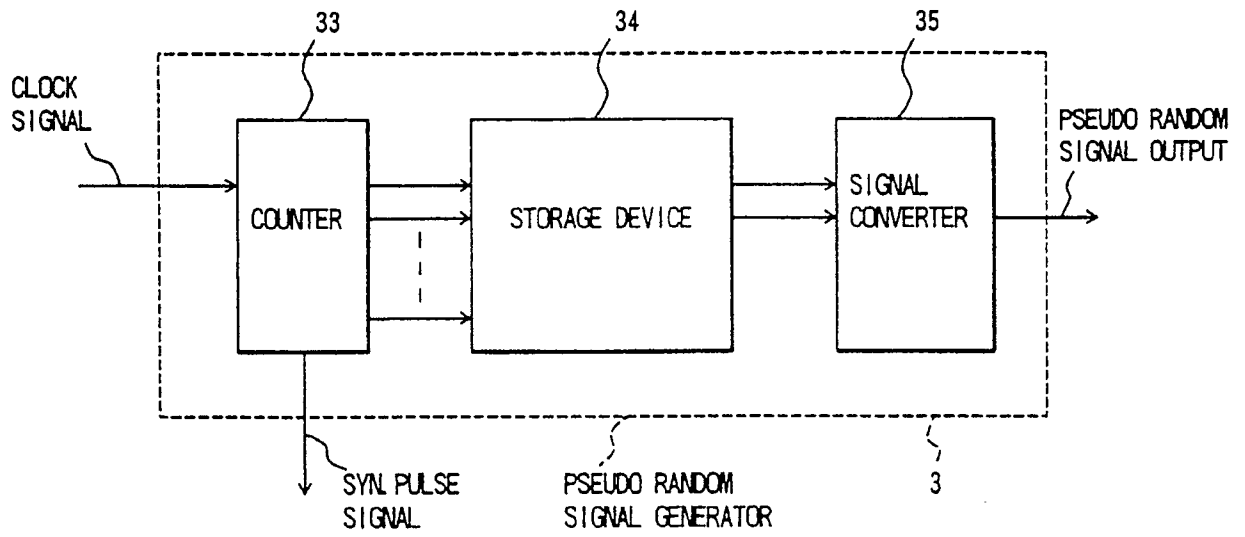 33
34
35
CLOCK
SIGNAL
PSEUDO RANDOM
SIGNAL OUTPUT
COUNTER
STORAGE DEVICE
SIGNAL
CONVERTER
SYN. PULSE
SIGNAL
PSEUDO RANDOM
SIGNAL GENERATOR
3